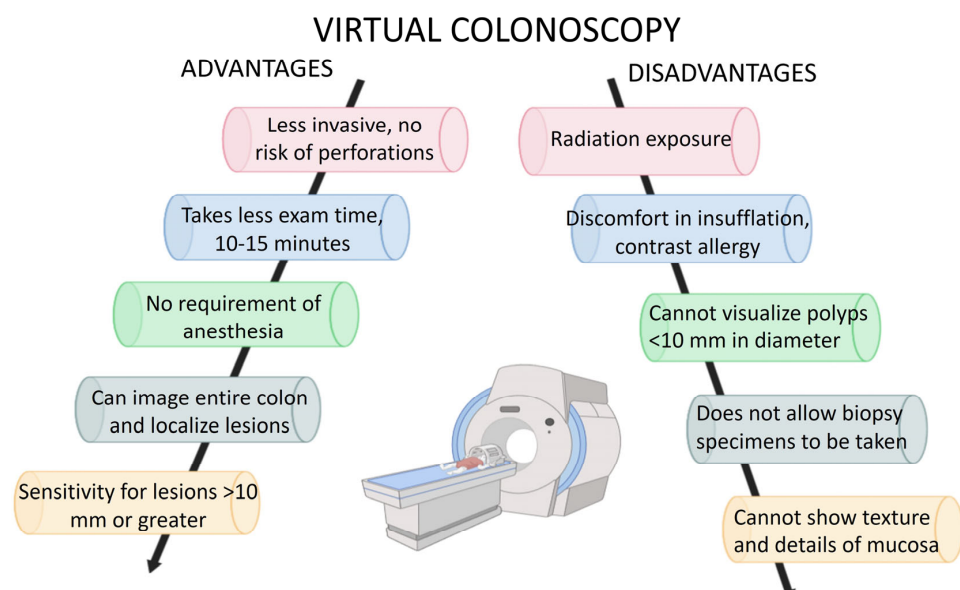 VIRTUAL COLONOSCOPY
ADVANTAGES
Less invasive, no
risk of perforations
Takes less exam time,
10-15 minutes
No requirement of
anesthesia
Can image entire colon
and localize lesions
Sensitivity for lesions >10
mm or greater
DISADVANTAGES
Radiation exposure
Discomfort in insufflation,
contrast allergy
Cannot visualize polyps
<10 mm in diameter
Does not allow biopsy
specimens to be taken
Cannot show texture
and details of mucosa